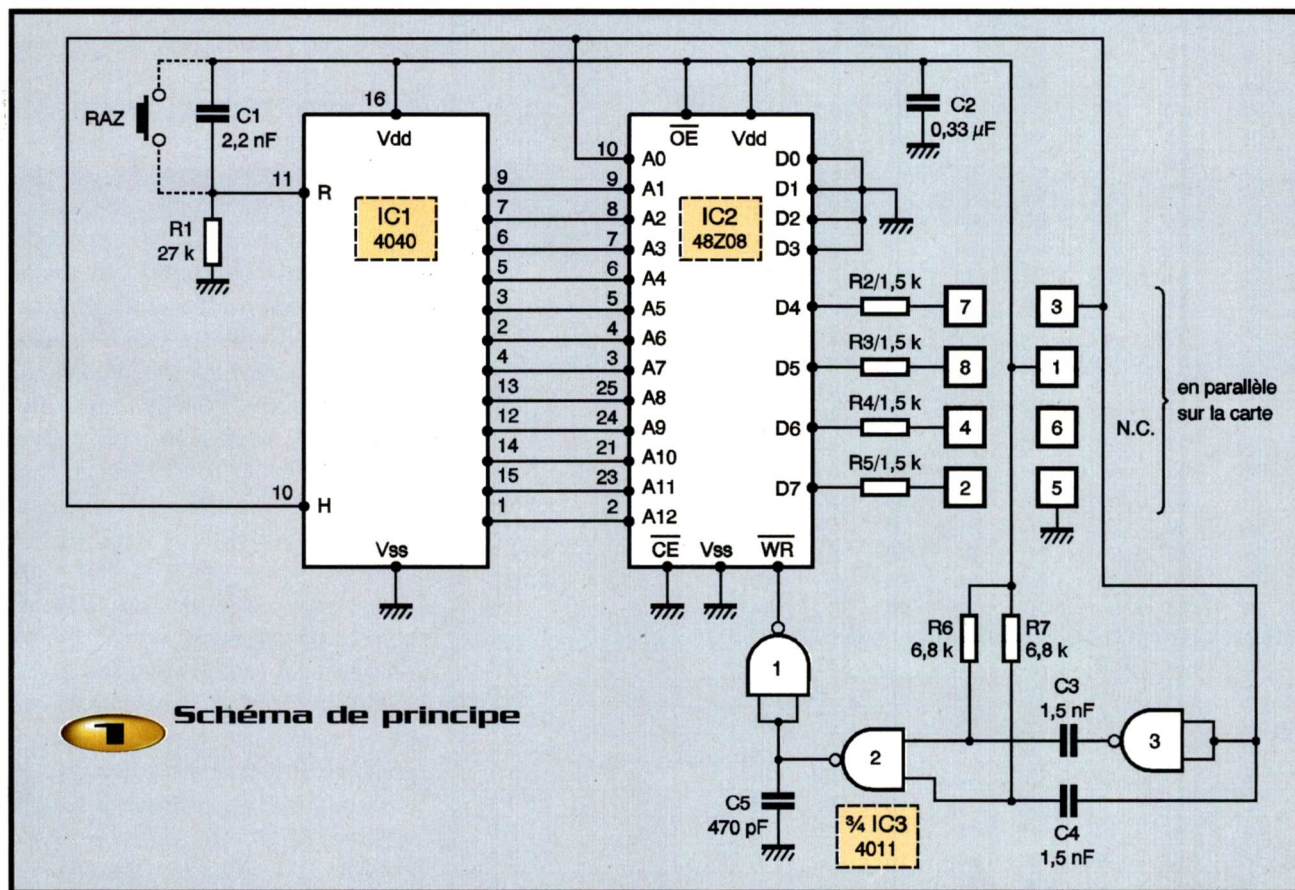 RAZ
C1
2,2 nF
R1
27 k
16
Vdd
11
R
IC1
4040
10
H
Vss
9
7
6
5
3
2
4
13
12
14
15
1
10
9
8
7
6
5
4
3
25
24
21
23
2
A0
A1
A2
A3
A4
A5
A6
A7
A8
A9
A10
A11
A12
OE
Vdd
IC2
48Z08
CE
Vss
WR
D0
D1
D2
D3
D4
D5
D6
D7
C2
0,33 µF
R2/1,5 k
R3/1,5 k
R4/1,5 k
R5/1,5 k
7
8
4
2
3
1
6
5
N.C.
en parallèle
sur la carte
R6
6,8 k
R7
6,8 k
C3
1,5 nF
C4
1,5 nF
1
2
3
C5
470 pF
¾ IC3
4011
1 Schéma de principe